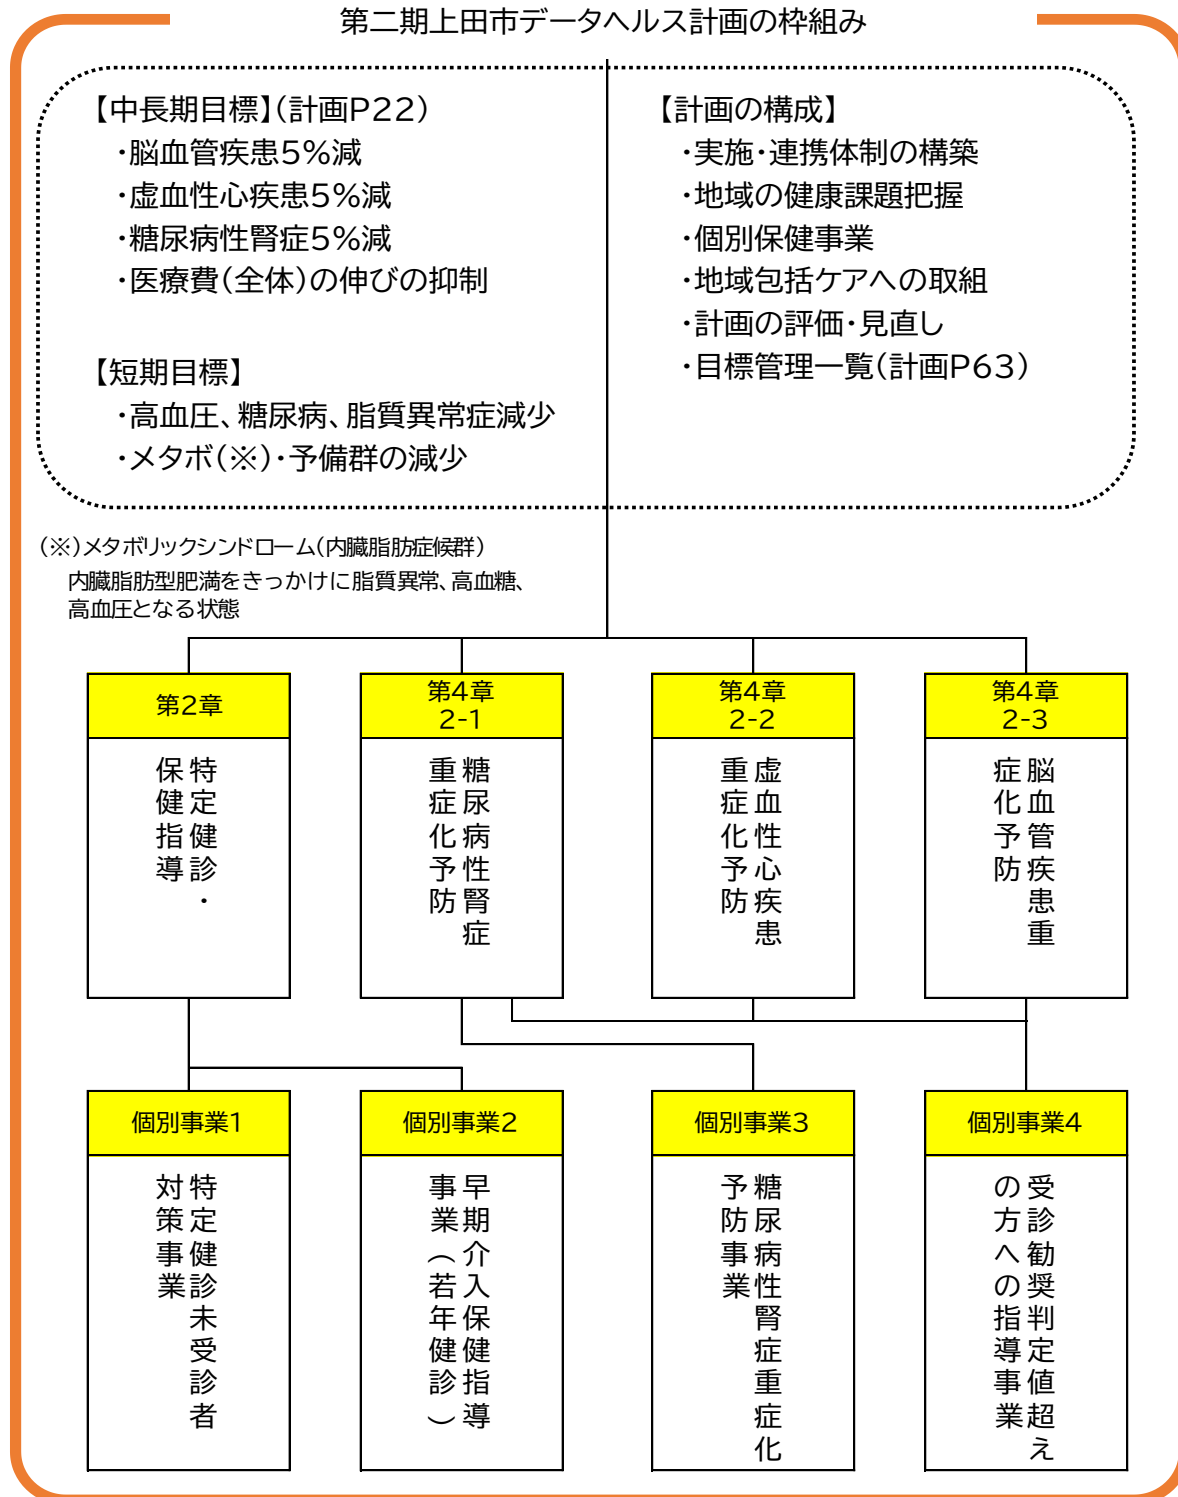 第二期上田市データヘルス計画の枠組み
【中長期目標】(計画P22)
・脳血管疾患5%減
・虚血性心疾患5%減
・糖尿病性腎症5%減
・医療費(全体)の伸びの抑制
【短期目標】
・高血圧、糖尿病、脂質異常症減少
・メタボ(※)・予備群の減少
【計画の構成】
・実施・連携体制の構築
・地域の健康課題把握
・個別保健事業
・地域包括ケアへの取組
・計画の評価・見直し
・目標管理一覧(計画P63)
(※)メタボリックシンドローム(内臓脂肪症候群)
内臓脂肪型肥満をきっかけに脂質異常、高血糖、
高血圧となる状態
第2章
特定健診・
保健指導
第4章
2-1
糖尿病性腎症
重症化予防
第4章
2-2
虚血性心疾患
重症化予防
第4章
2-3
脳血管疾患重
症化予防
個別事業1
特定健診未受診者
対策事業
個別事業2
早期介入保健指導
事業(若年健診)
個別事業3
糖尿病性腎症重症化
予防事業
個別事業4
受診勧奨判定値超え
の方への指導事業